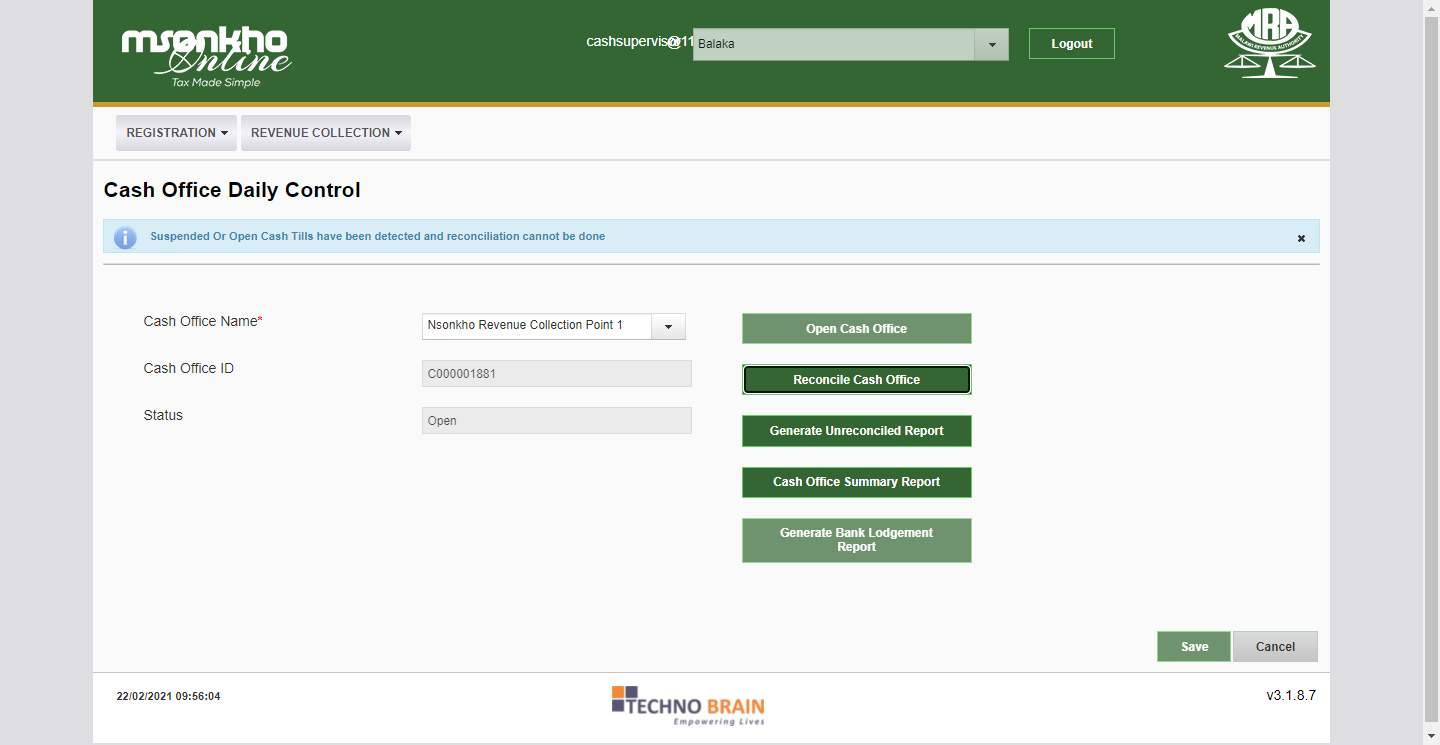 msonkho
Online
Tax Made Simple
cashsupervisor11
@
Balaka
Logout
MRA
MALAWI REVENUE AUTHORITY
REGISTRATION
REVENUE COLLECTION
Cash Office Daily Control
Suspended Or Open Cash Tills have been detected and reconciliation cannot be done
Cash Office Name*
Nsonkho Revenue Collection Point 1
Open Cash Office
Cash Office ID
C000001881
Reconcile Cash Office
Status
Open
Generate Unreconciled Report
Cash Office Summary Report
Generate Bank Lodgement
Report
Save
Cancel
22/02/2021 09:56:04
TECHNO BRAIN
Empowering Lives
v3.1.8.7